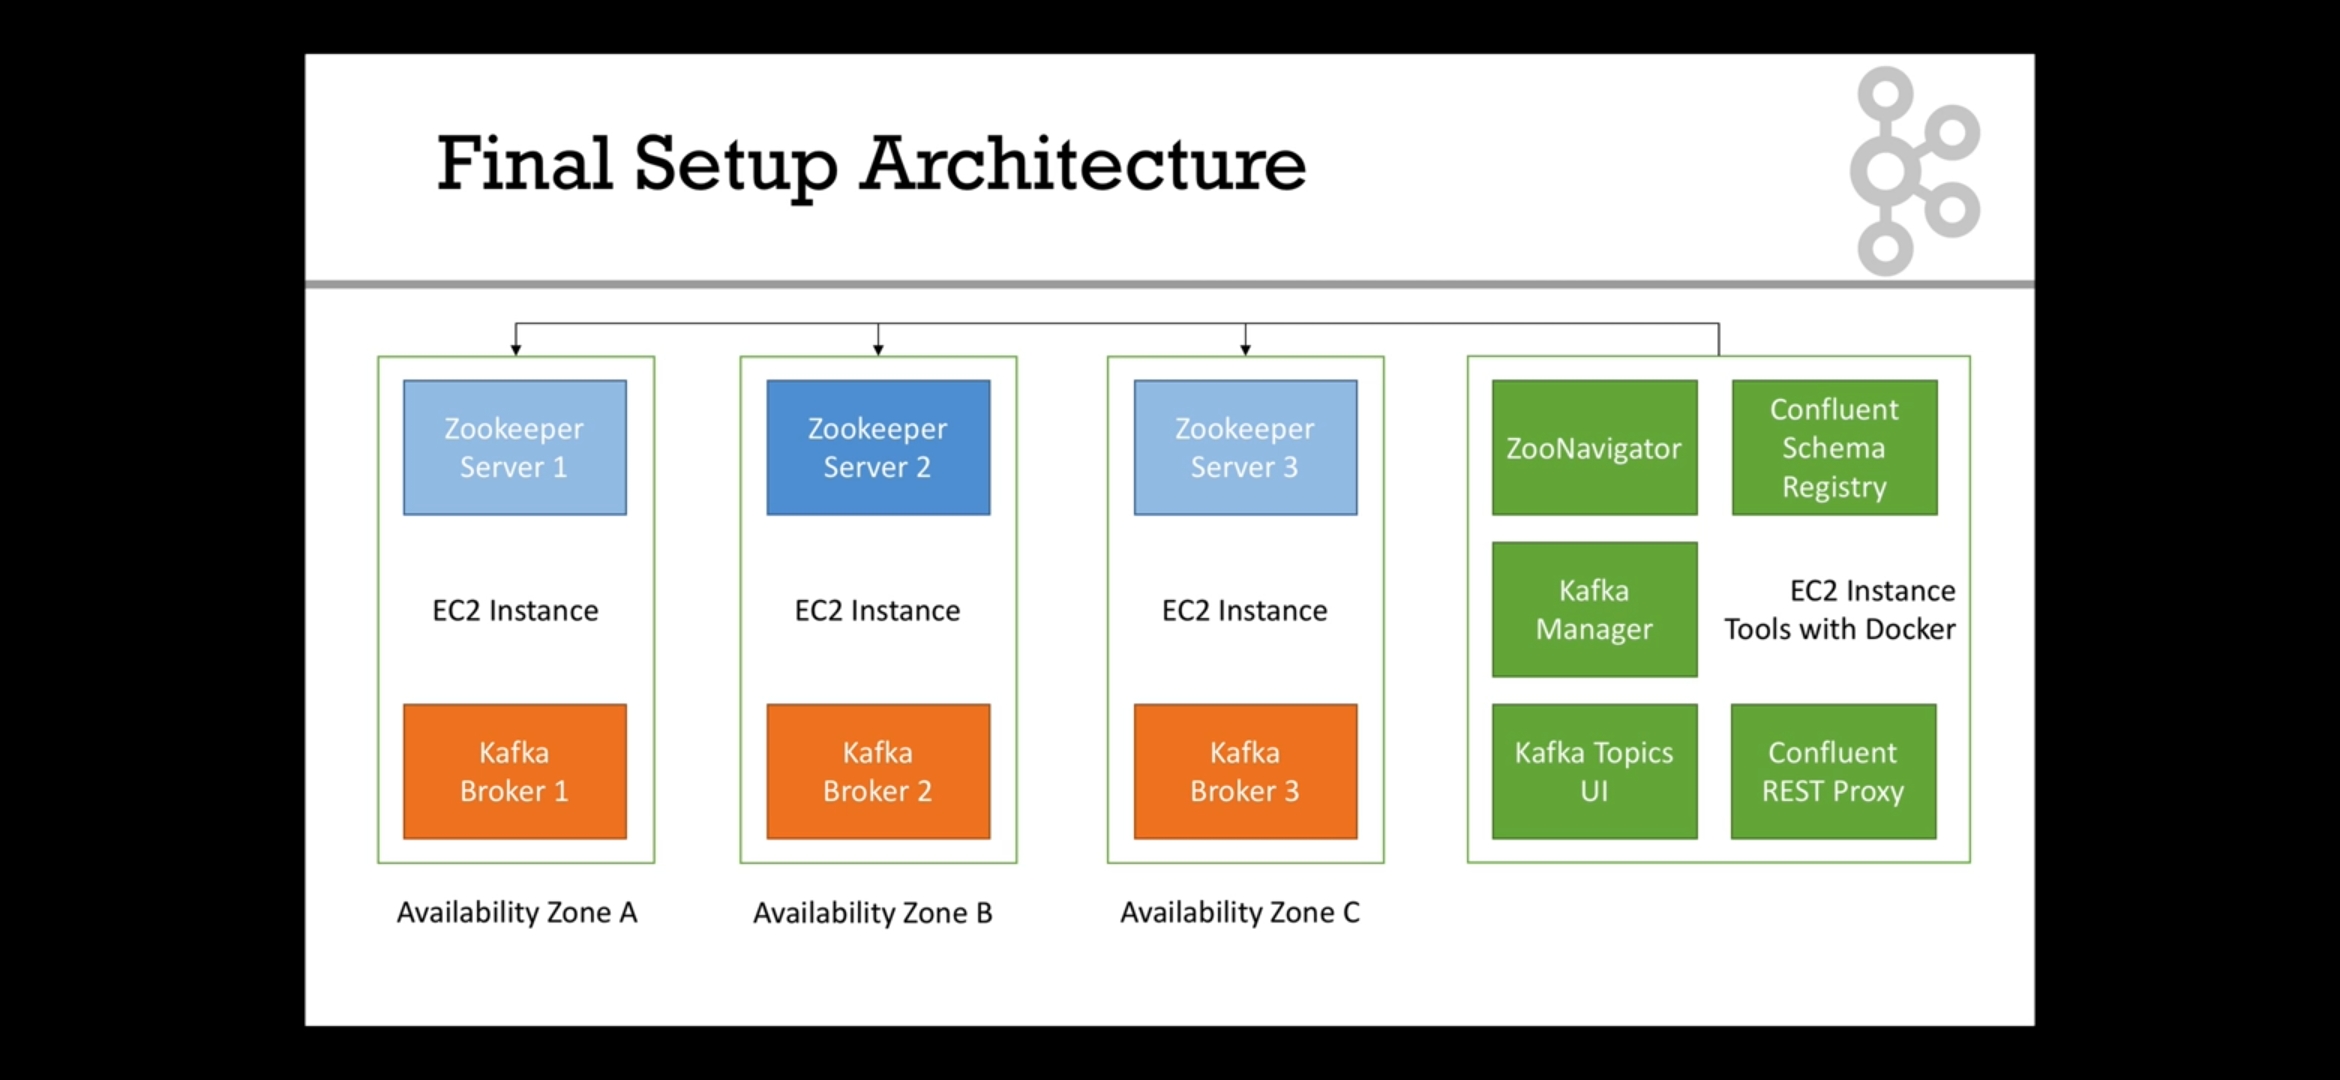 Final Setup Architecture
Zookeeper
Server 1
EC2 Instance
Kafka
Broker 1
Availability Zone A
Zookeeper
Server 2
EC2 Instance
Kafka
Broker 2
Availability Zone B
Zookeeper
Server 3
EC2 Instance
Kafka
Broker 3
Availability Zone C
ZooNavigator
Confluent
Schema
Registry
Kafka
Manager
EC2 Instance
Tools with Docker
Kafka Topics
UI
Confluent
REST Proxy